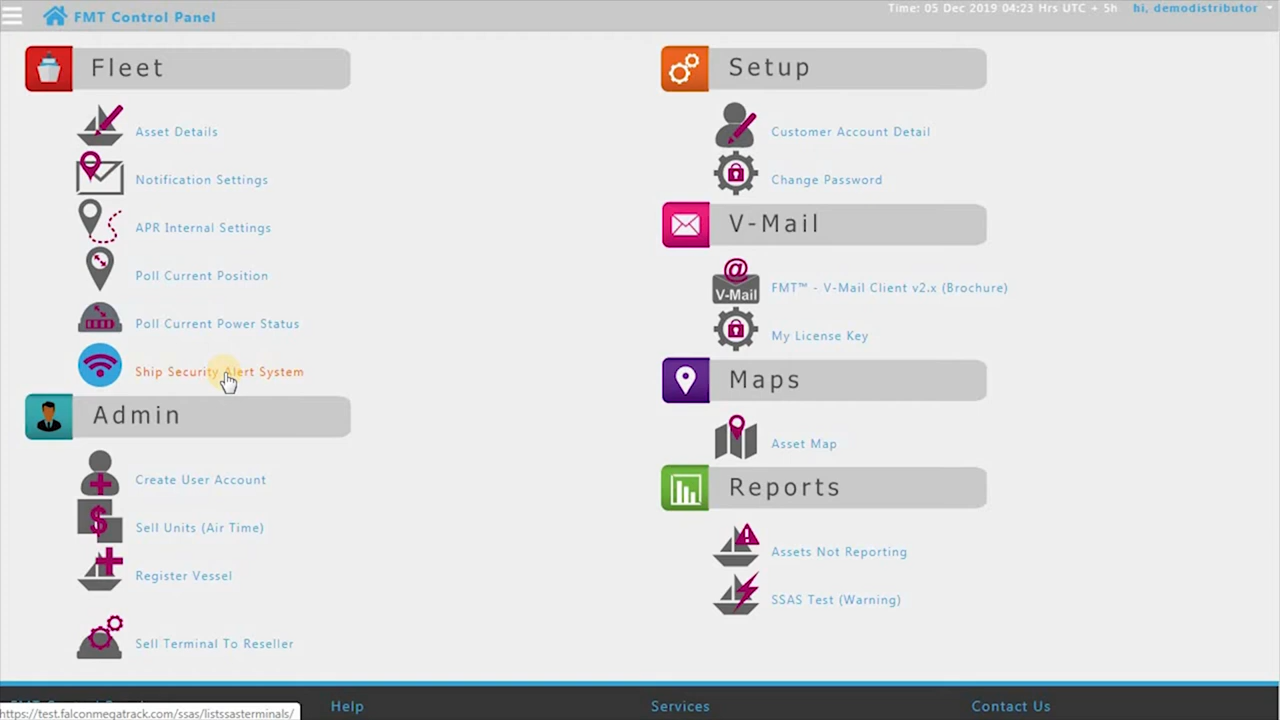 FMT Control Panel
Time: 05 Dec 2019 04:23 Hrs UTC + 5h
hi, demodistributor
Fleet
Asset Details
Notification Settings
APR Internal Settings
Poll Current Position
Poll Current Power Status
Ship Security Alert System
Admin
Create User Account
$
Sell Units (Air Time)
Register Vessel
Sell Terminal To Reseller
Setup
Customer Account Detail
Change Password
V-Mail
@
V-Mail
FMT™ - V-Mail Client v2.x (Brochure)
My License Key
Maps
Asset Map
Reports
Assets Not Reporting
SSAS Test (Warning)
Help
Services
Contact Us
https://test.falconmegatrack.com/ssas/listssasterminals/